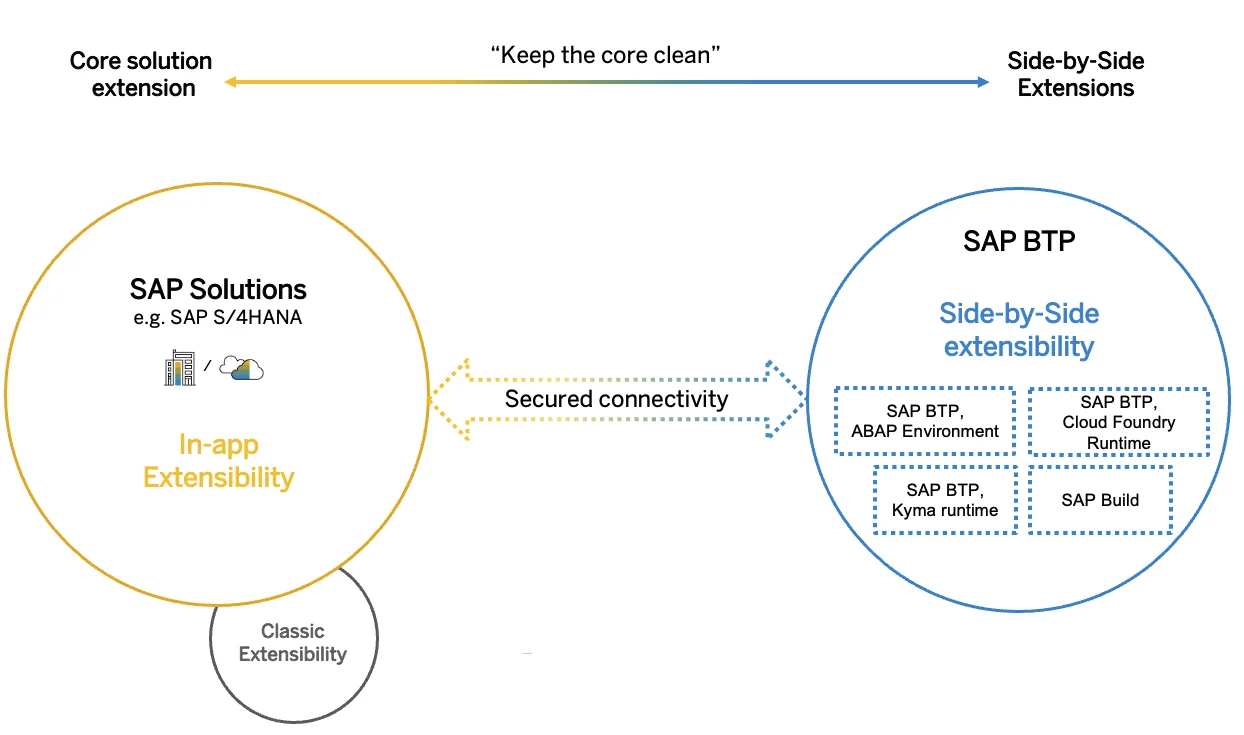 Core solution
extension
“Keep the core clean”
Side-by-Side
Extensions
SAP Solutions
e.g. SAP S/4HANA
/
In-app
Extensibility
Classic
Extensibility
Secured connectivity
SAP BTP
Side-by-Side
extensibility
SAP BTP,
ABAP Environment
SAP BTP,
Cloud Foundry
Runtime
SAP BTP,
Kyma runtime
SAP Build